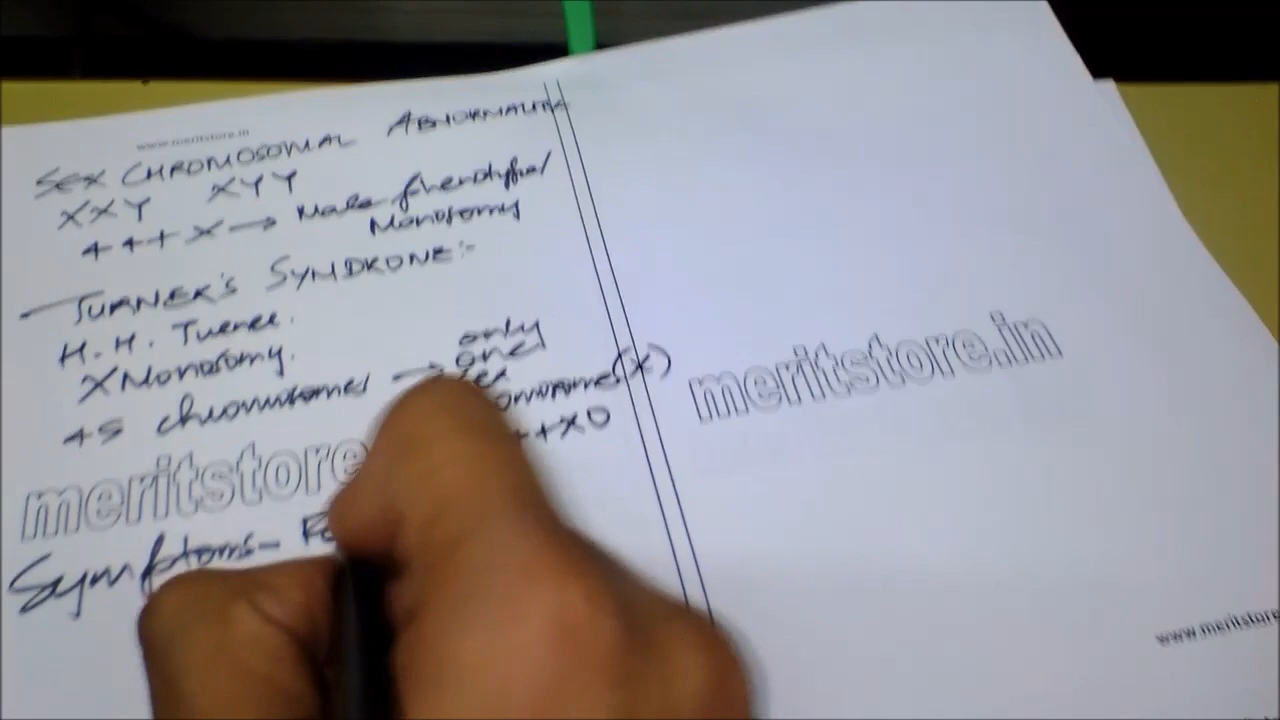 www.meritstore.in
SEX CHROMOSOMAL ABNORMALITY
XXY XYY
44+X → Male phenotype/
Monosomy
TURNER'S SYNDROME:-
H.H. Turner.
X Monosomy.
45 chromosomes → only
one
sex
(X)
+XO
meritstore
Symptoms-
meritstore.in
www.meritstore